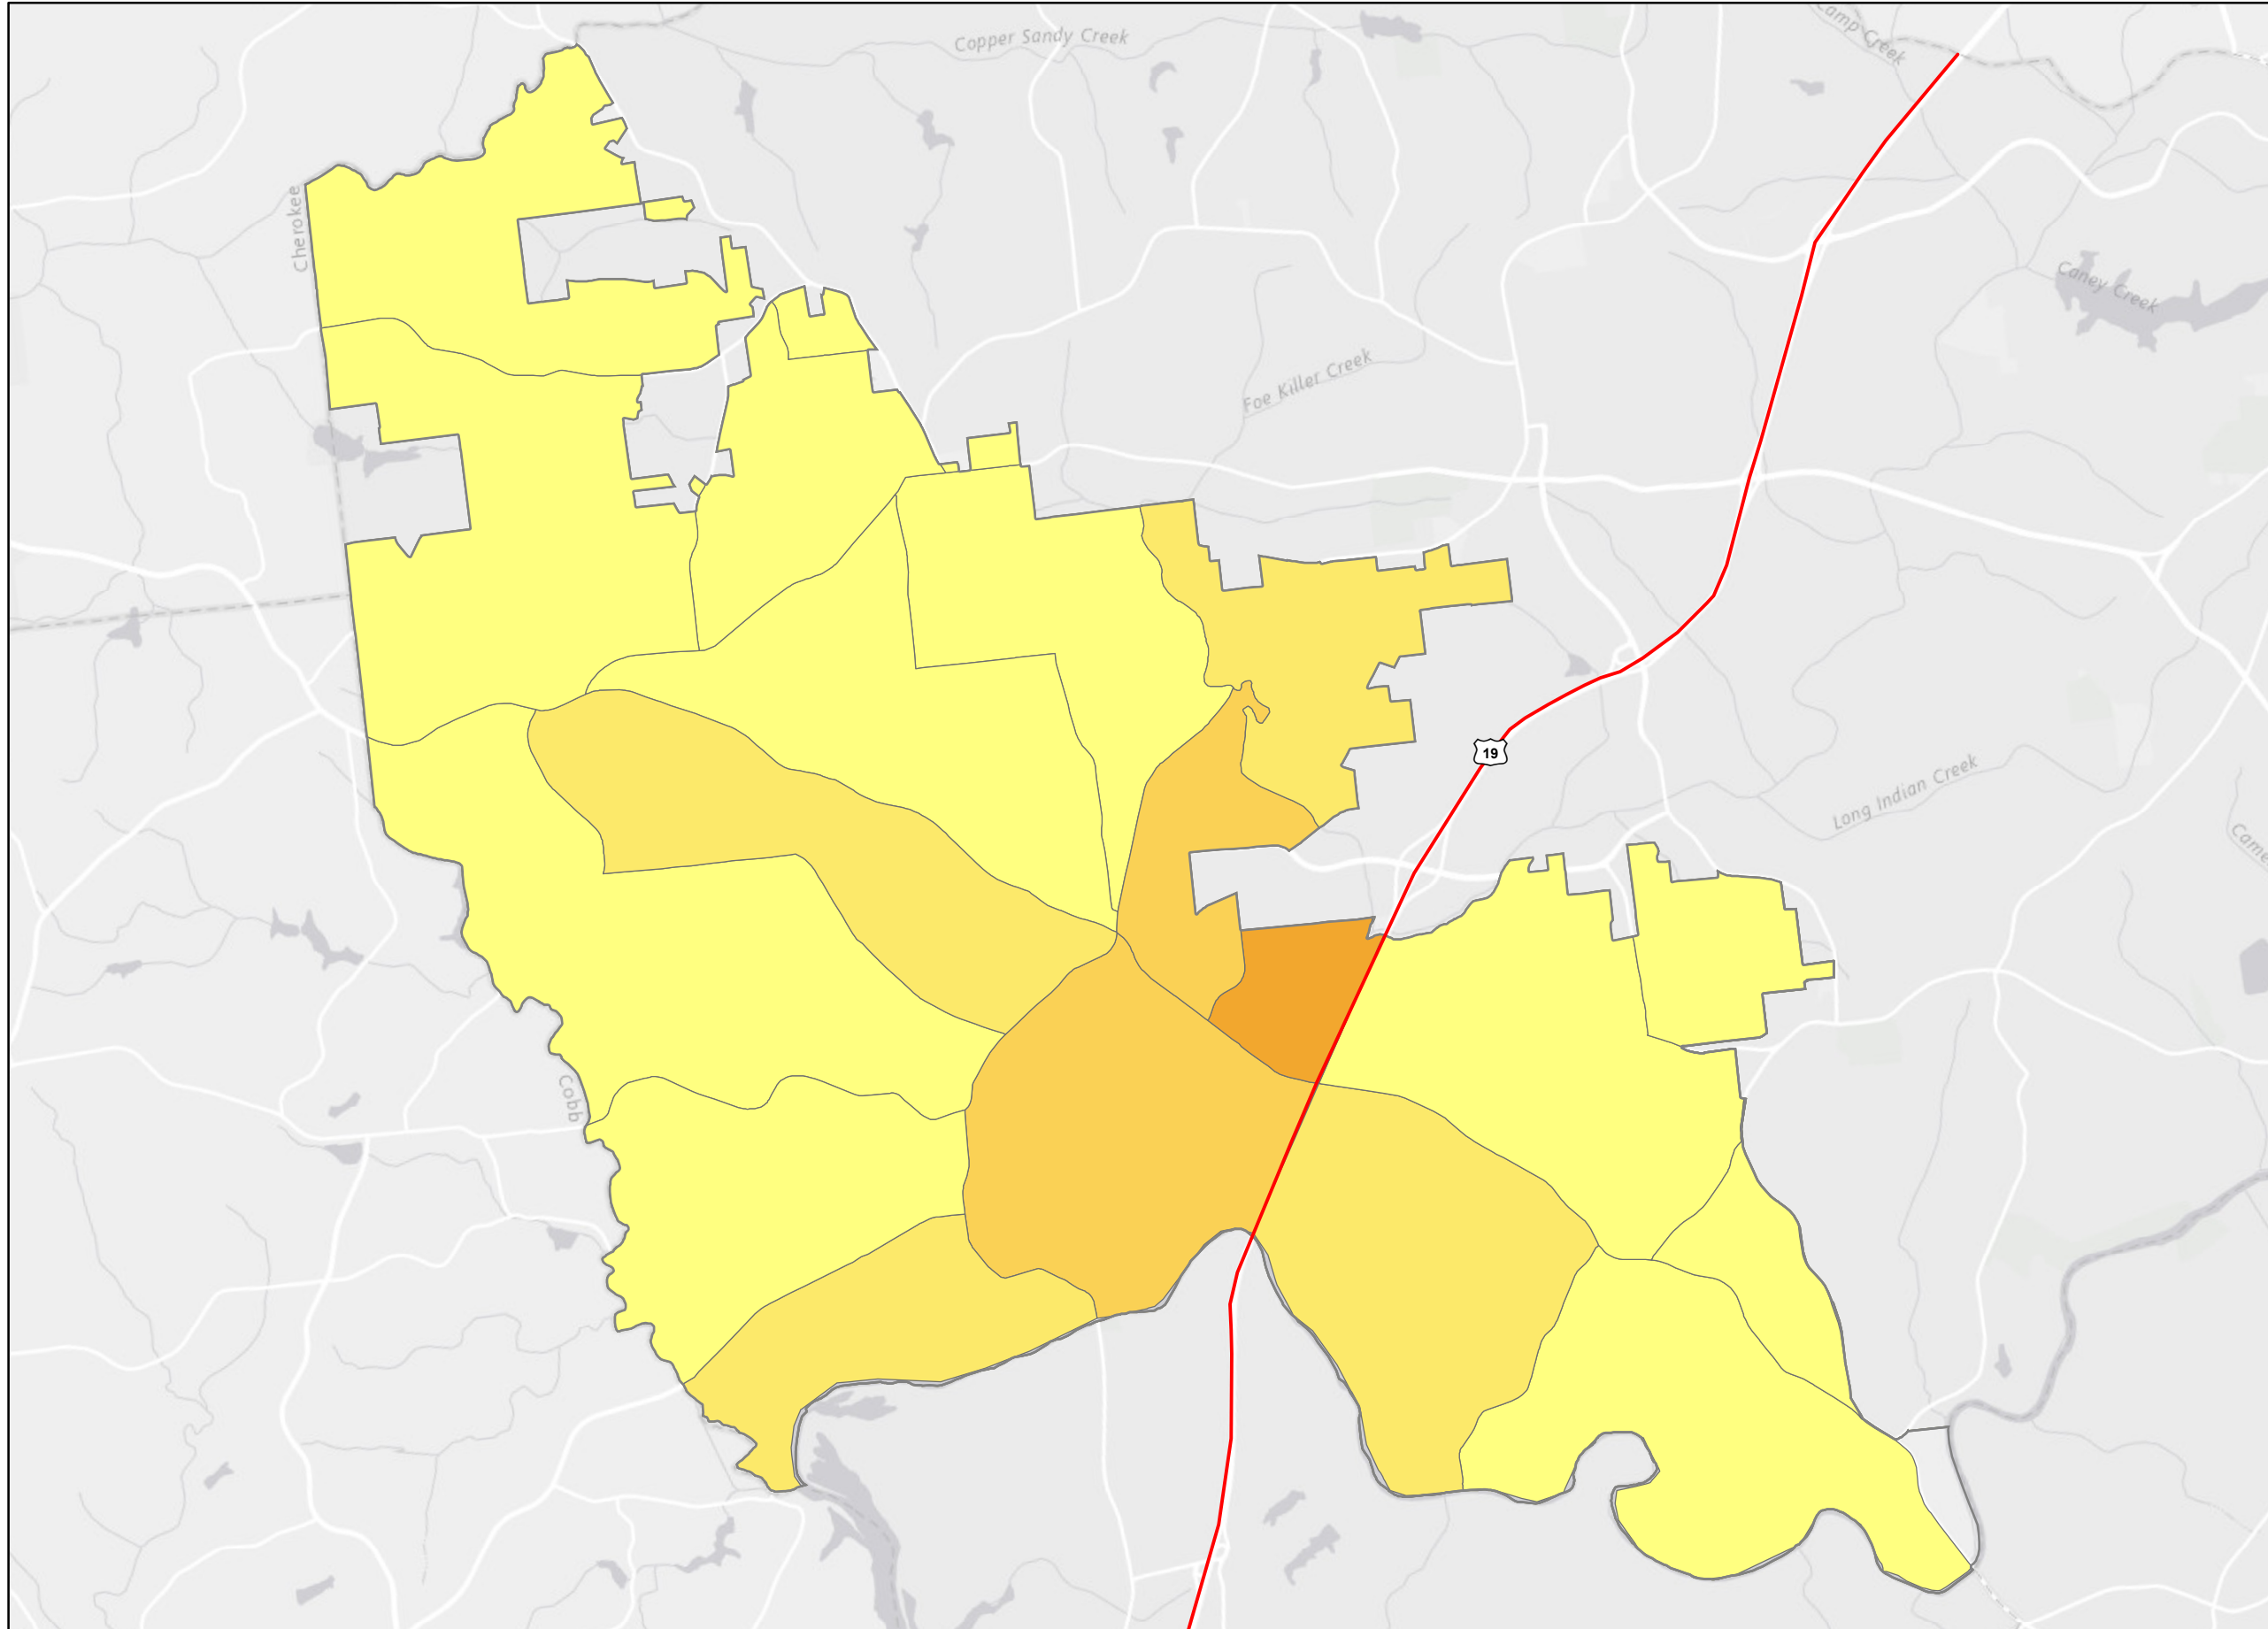 Copper Sandy Creek
Camp Creek
Cherokee
Caney Creek
Foe Killer Creek
19
Long Indian Creek
Cobb